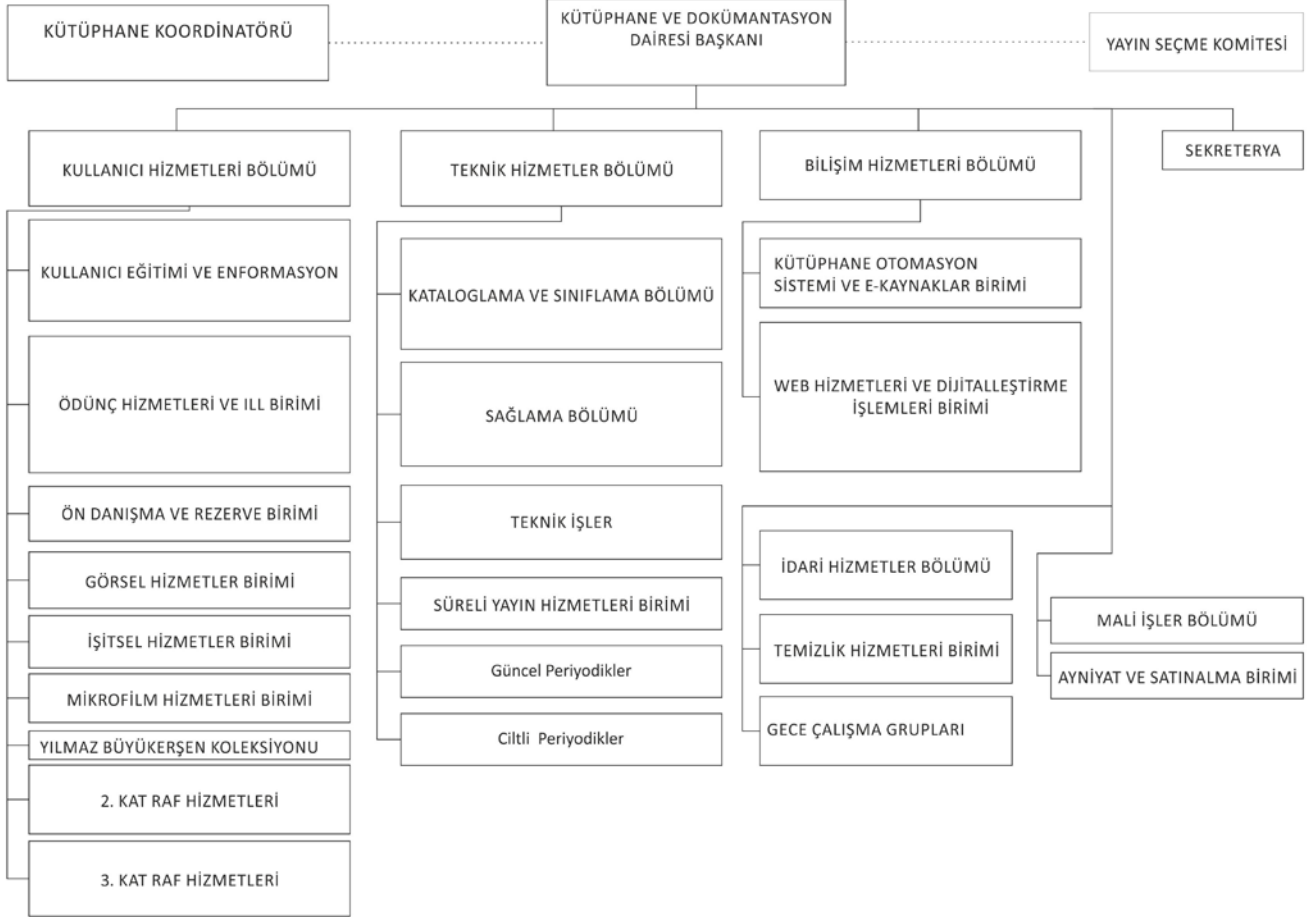 KÜTÜPHANE KOORDİNATÖRÜ
KÜTÜPHANE VE DOKÜMANTASYON
DAİRESİ BAŞKANI
YAYIN SEÇME KOMİTESİ
KULLANICI HİZMETLERİ BÖLÜMÜ
TEKNİK HİZMETLER BÖLÜMÜ
BİLİŞİM HİZMETLERİ BÖLÜMÜ
SEKRETERYA
KULLANICI EĞİTİMİ VE ENFORMASYON
ÖDÜNÇ HİZMETLERİ VE ILL BİRİMİ
ÖN DANIŞMA VE REZERVE BİRİMİ
GÖRSEL HİZMETLER BİRİMİ
İŞİTSEL HİZMETLER BİRİMİ
MİKROFİLM HİZMETLERİ BİRİMİ
YILMAZ BÜYÜKERŞEN KOLEKSİYONU
2. KAT RAF HİZMETLERİ
3. KAT RAF HİZMETLERİ
KATALOGLAMA VE SINIFLAMA BÖLÜMÜ
SAĞLAMA BÖLÜMÜ
TEKNİK İŞLER
SÜRELİ YAYIN HİZMETLERİ BİRİMİ
Güncel Periyodikler
Ciltli Periyodikler
KÜTÜPHANE OTOMASYON
SİSTEMİ VE E-KAYNAKLAR BİRİMİ
WEB HİZMETLERİ VE DİJİTALLEŞTİRME
İŞLEMLERİ BİRİMİ
İDARİ HİZMETLER BÖLÜMÜ
TEMİZLİK HİZMETLERİ BİRİMİ
GECE ÇALIŞMA GRUPLARI
MALİ İŞLER BÖLÜMÜ
AYNİYAT VE SATINALMA BİRİMİ